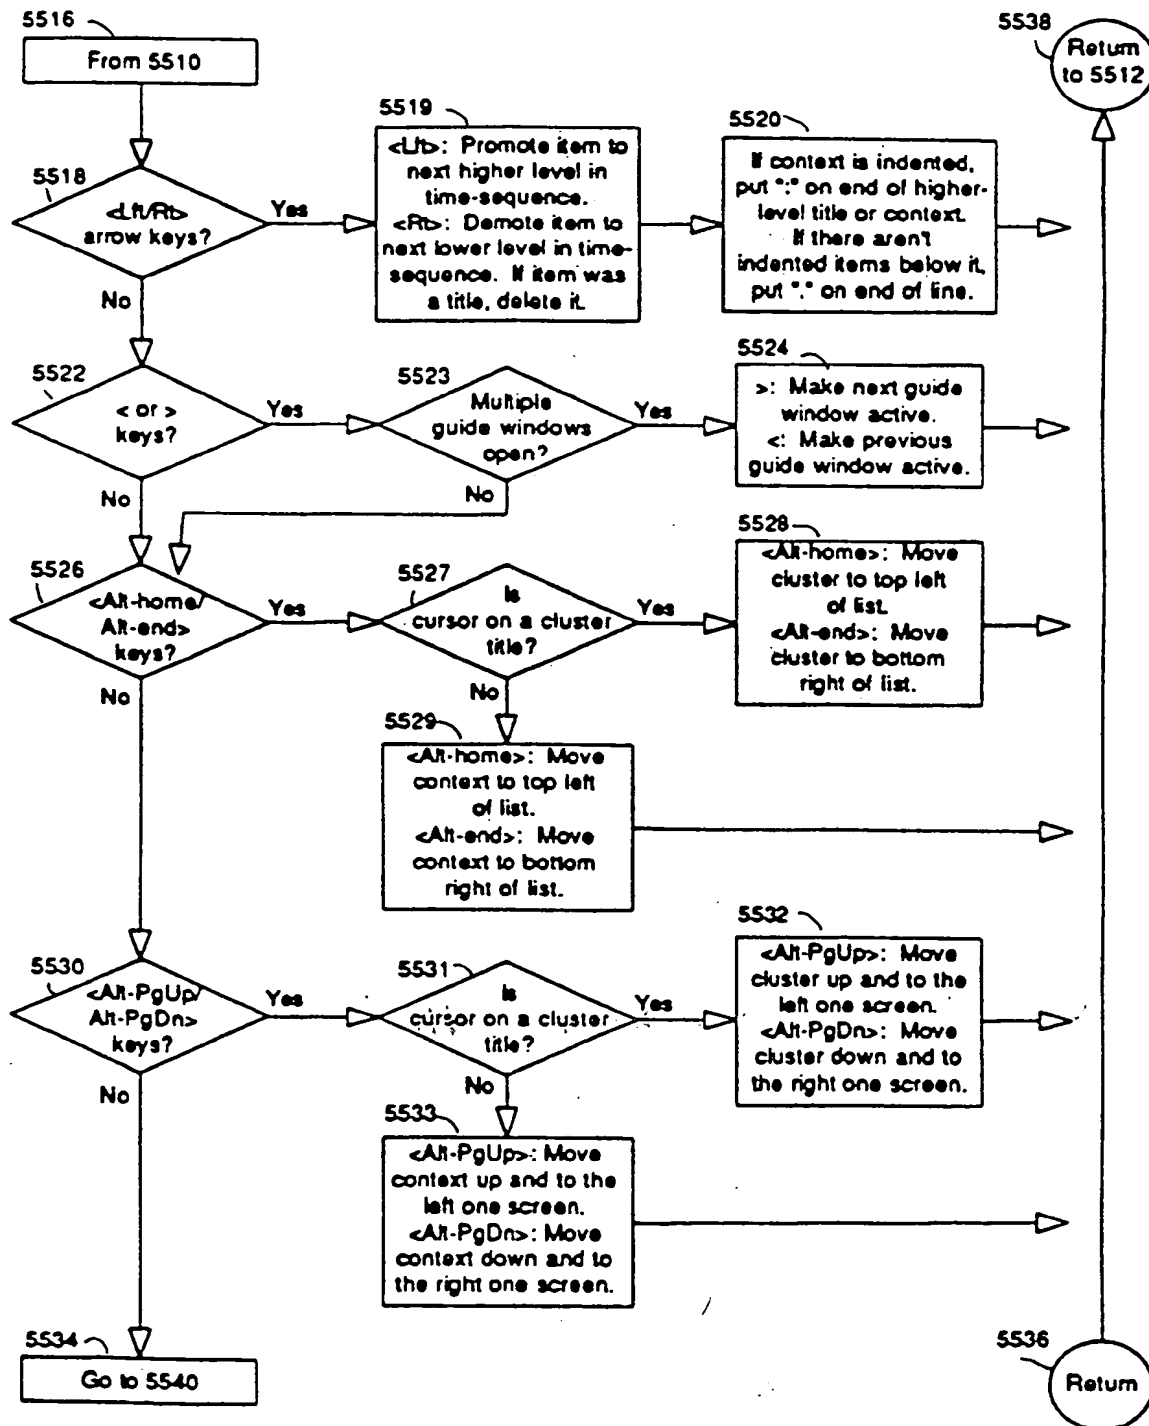 5516
From 5510
5538
Return
to 5512
5518
<Lft/Rt>
arrow keys?
Yes
No
5519
<Lft>: Promote item to
next higher level in
time-sequence.
<Rt>: Demote item to
next lower level in time-
sequence. If item was
a title, delete it.
5520
If context is indented,
put ":" on end of higher-
level title or context.
If there aren't
indented items below it,
put "." on end of line.
5522
< or >
keys?
Yes
No
5523
Multiple
guide windows
open?
Yes
No
5524
>: Make next guide
window active.
<: Make previous
guide window active.
5526
<Alt-home/
Alt-end>
keys?
Yes
No
5527
Is
cursor on a cluster
title?
Yes
No
5528
<Alt-home>: Move
cluster to top left
of list.
<Alt-end>: Move
cluster to bottom
right of list.
5529
<Alt-home>: Move
context to top left
of list.
<Alt-end>: Move
context to bottom
right of list.
5530
<Alt-PgUp/
Alt-PgDn>
keys?
Yes
No
5531
Is
cursor on a cluster
title?
Yes
No
5532
<Alt-PgUp>: Move
cluster up and to the
left one screen.
<Alt-PgDn>: Move
cluster down and to
the right one screen.
5533
<Alt-PgUp>: Move
context up and to the
left one screen.
<Alt-PgDn>: Move
context down and to
the right one screen.
5534
Go to 5540
5536
Return